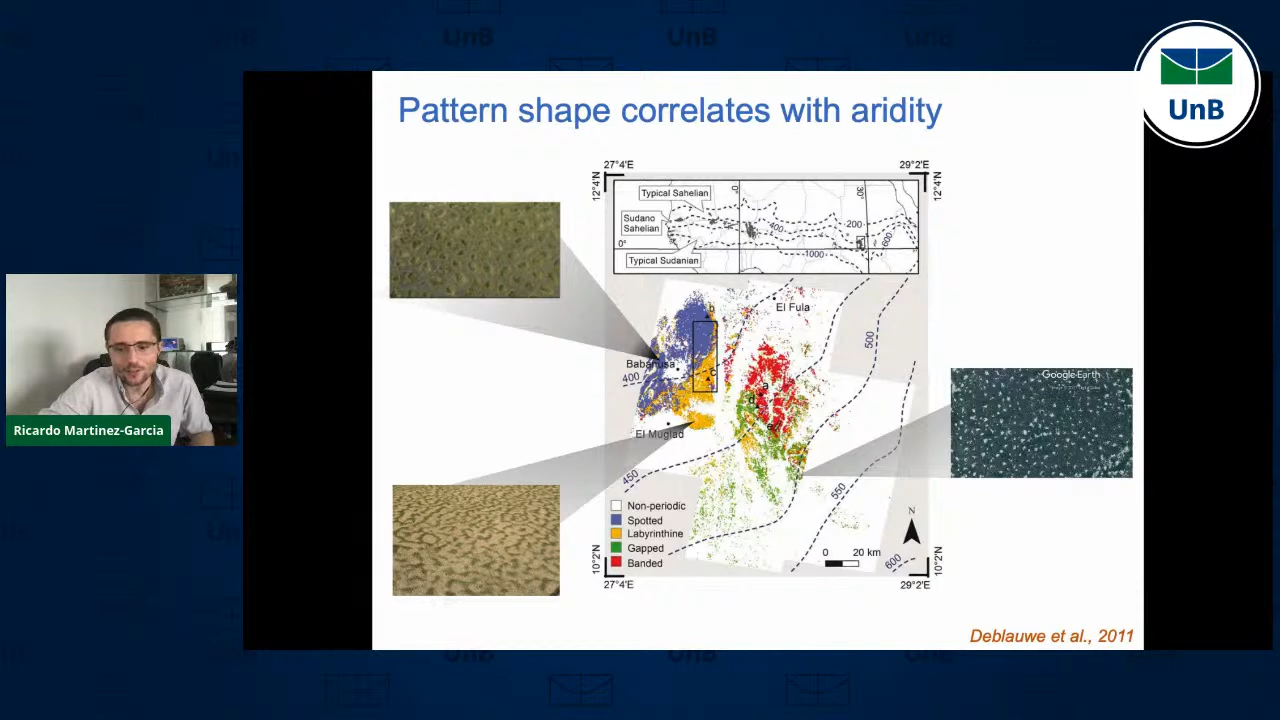 UnB
Pattern shape correlates with aridity
27°4'E
29°2'E
12°4'N
12°4'N
Typical Sahelian
0°
30°
Sudano
Sahelian
400
200
600
0°
1000
Typical Sudanian
b
El Fula
500
Babanusa
400
c
a
d
e
El Muglad
Google Earth
450
550
Non-periodic
Spotted
Labyrinthine
Gapped
Banded
N
0 20 km
600
10°2'N
10°2'N
27°4'E
29°2'E
Ricardo Martinez-Garcia
Deblauwe et al., 2011